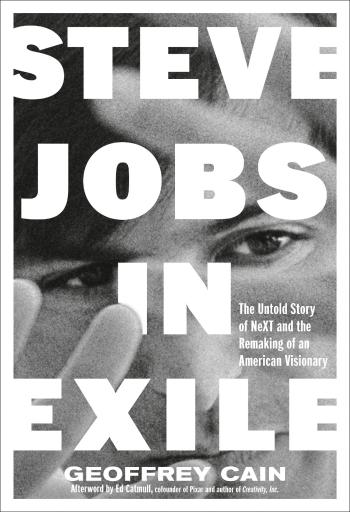 STEVE
JOBS
IN
The Untold Story
of NeXT and the
Remaking of an
American Visionary
EXILE
GEOFFREY CAIN
Afterword by Ed Catmull, cofounder of Pixar and author of Creativity, Inc.